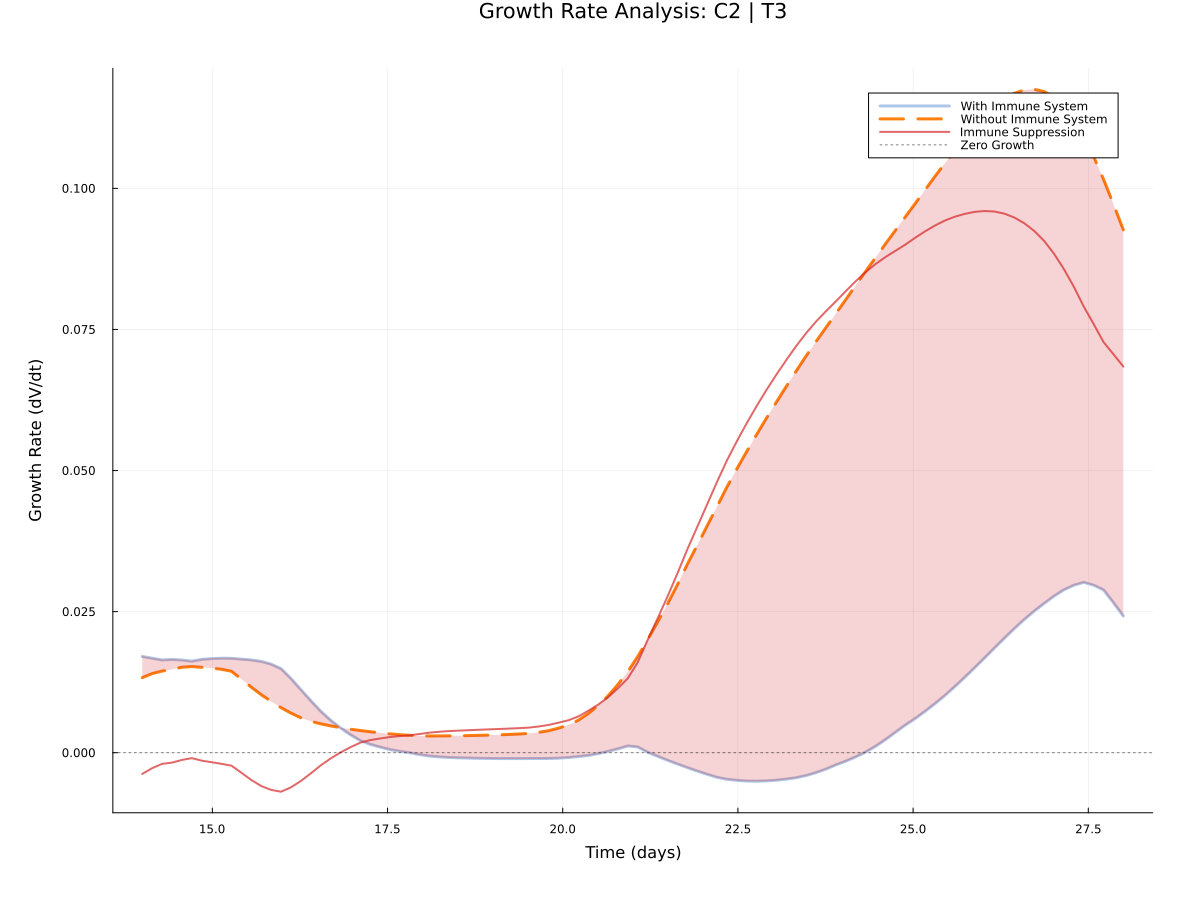 Growth Rate Analysis: C2 | T3
With Immune System
Without Immune System
Immune Suppression
Zero Growth
0.100
0.075
0.050
0.025
0.000
Growth Rate (dV/dt)
15.0 17.5 20.0 22.5 25.0 27.5
Time (days)